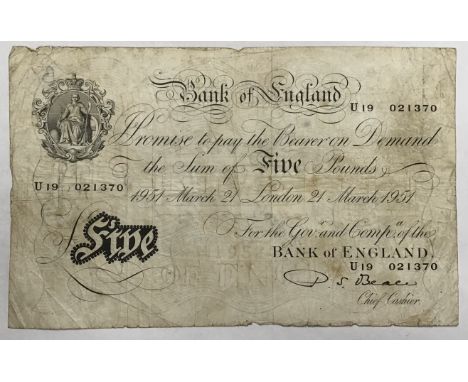 Bank of England
U19 021370
I Promise to pay the Bearer on Demand
the Sum of Five Pounds
U19 021370
1951 March 21 London 21 March 1951
For the Gov.r and Comp.a of the
Five
BANK of ENGLAND.
U19 021370
P. S. Beale
Chief Cashier.